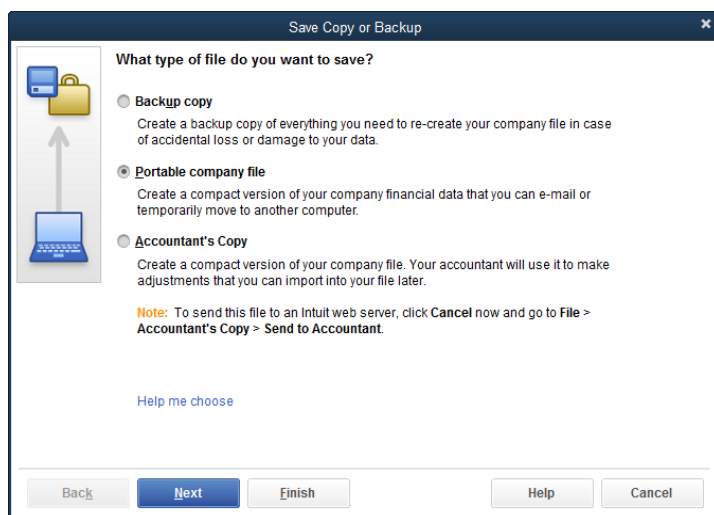 Save Copy or Backup
What type of file do you want to save?
Backup copy
Create a backup copy of everything you need to re-create your company file in case
of accidental loss or damage to your data.
Portable company file
Create a compact version of your company financial data that you can e-mail or
temporarily move to another computer.
Accountant's Copy
Create a compact version of your company file. Your accountant will use it to make
adjustments that you can import into your file later.
Note: To send this file to an Intuit web server, click Cancel now and go to File >
Accountant's Copy > Send to Accountant.
Help me choose
Back Next Finish Help Cancel